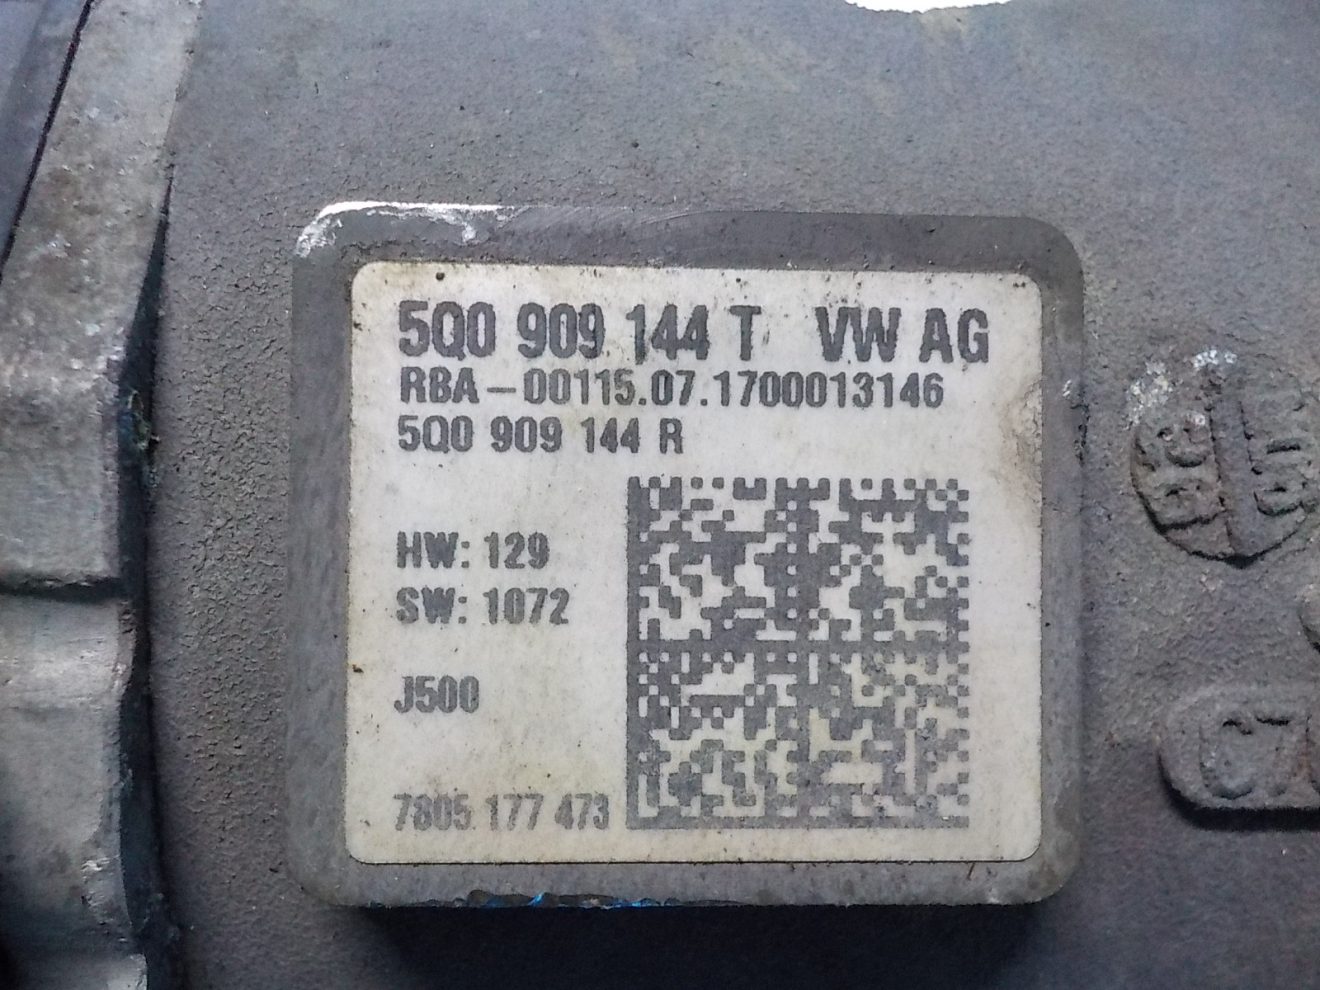 5Q0 909 144 T VW AG
RBA-00115.07.1700013146
5Q0 909 144 R
HW: 129
SW: 1072
J500
7805 177 473